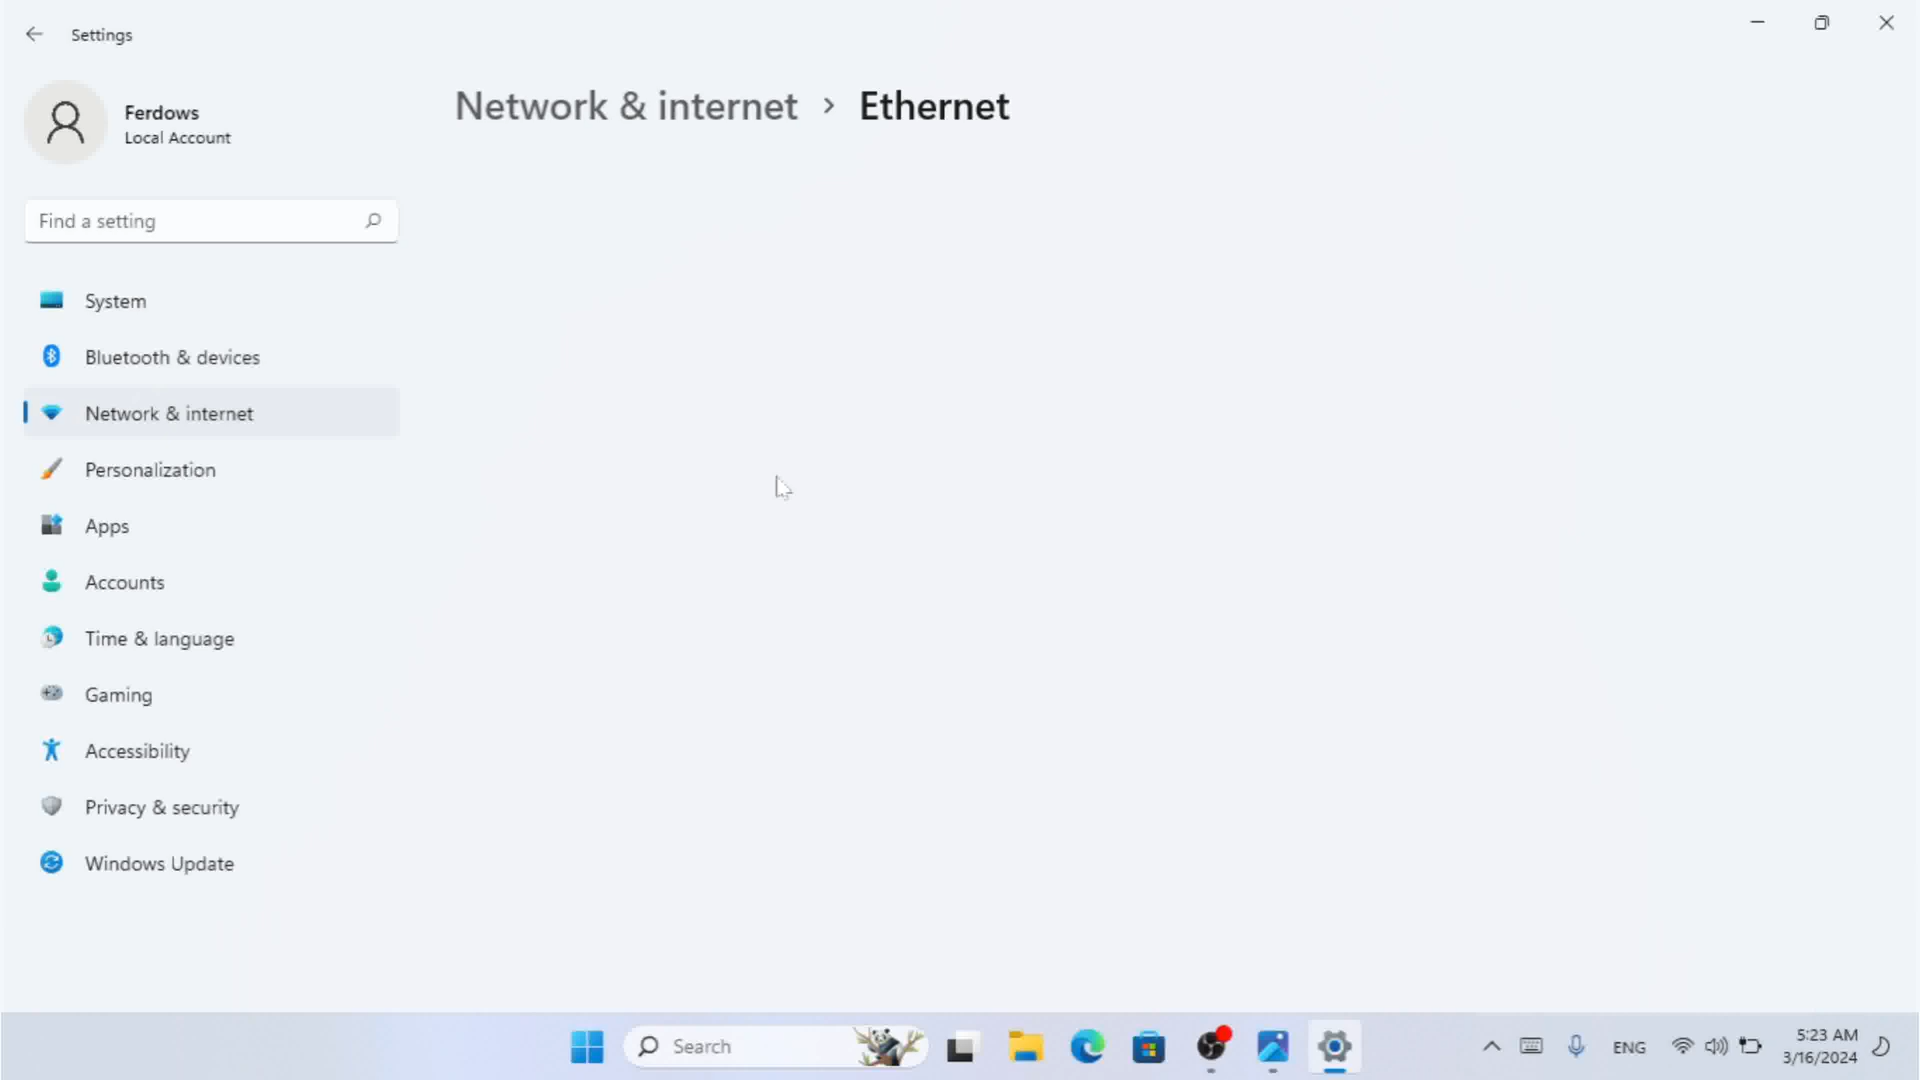 Settings
Ferdows
Local Account
Find a setting
System
Bluetooth & devices
Network & internet
Personalization
Apps
Accounts
Time & language
Gaming
Accessibility
Privacy & security
Windows Update
Network & internet > Ethernet
Search
ENG
5:23 AM
3/16/2024